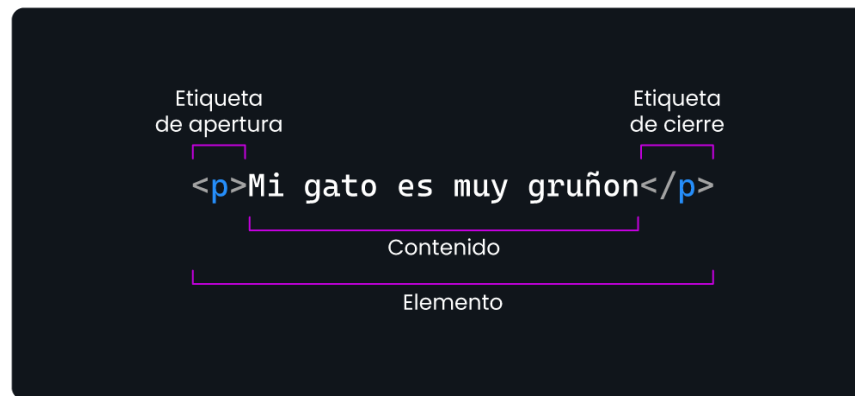 Etiqueta
de apertura
Etiqueta
de cierre
<p>Mi gato es muy gruñon</p>
Contenido
Elemento